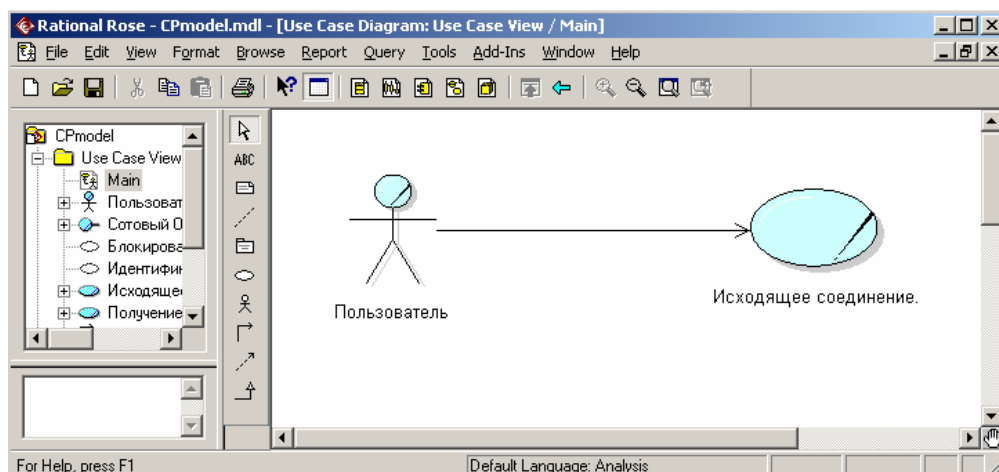 Rational Rose - CPmodel.mdl - [Use Case Diagram: Use Case View / Main]
File Edit View Format Browse Report Query Tools Add-Ins Window Help
CPmodel
Use Case View
Main
Пользоват
Сотовый О
Блокирова
Идентифик
Исходящее
Получение
ABC
Пользователь
Исходящее соединение.
For Help, press F1
Default Language: Analysis